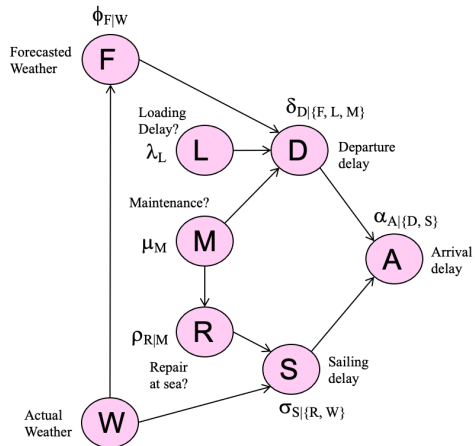 ϕF|W
Forecasted
Weather
F
δD|{F, L, M}
Loading
Delay?
λL
L
D
Departure
delay
Maintenance?
αA|{D, S}
μM
M
A
Arrival
delay
ρR|M
R
Repair
at sea?
S
Sailing
delay
σS|{R, W}
Actual
Weather
W